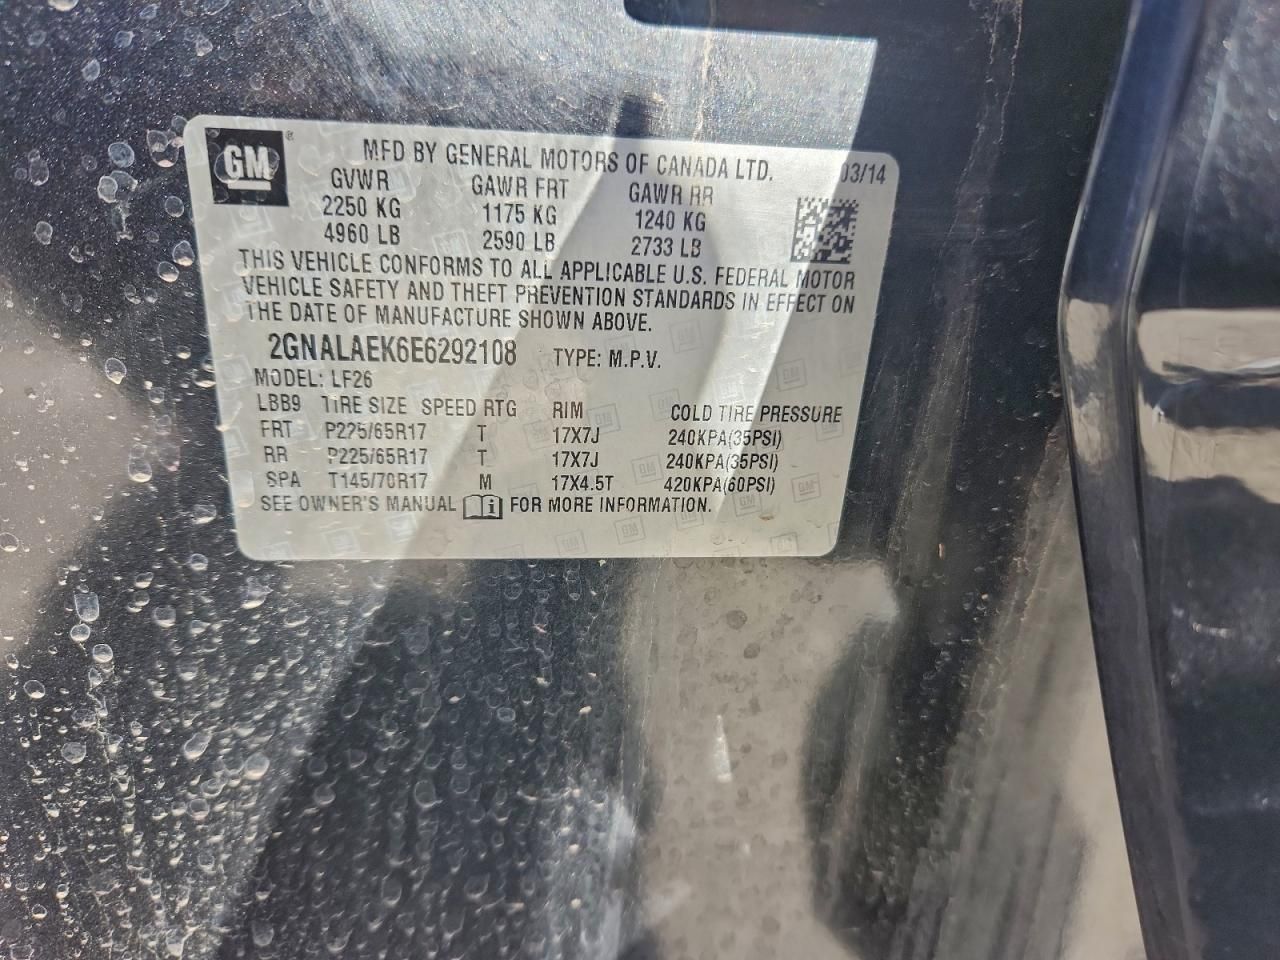 GM
MFD BY GENERAL MOTORS OF CANADA LTD. 03/14
GVWR GAWR FRT GAWR RR
2250 KG 1175 KG 1240 KG
4960 LB 2590 LB 2733 LB
THIS VEHICLE CONFORMS TO ALL APPLICABLE U.S. FEDERAL MOTOR
VEHICLE SAFETY AND THEFT PREVENTION STANDARDS IN EFFECT ON
THE DATE OF MANUFACTURE SHOWN ABOVE.
2GNALAEK6E6292108 TYPE: M.P.V.
MODEL: LF26
LBB9 TIRE SIZE SPEED RTG RIM COLD TIRE PRESSURE
FRT P225/65R17 T 17X7J 240KPA(35PSI)
RR P225/65R17 T 17X7J 240KPA(35PSI)
SPA T145/70R17 M 17X4.5T 420KPA(60PSI)
SEE OWNER'S MANUAL FOR MORE INFORMATION.